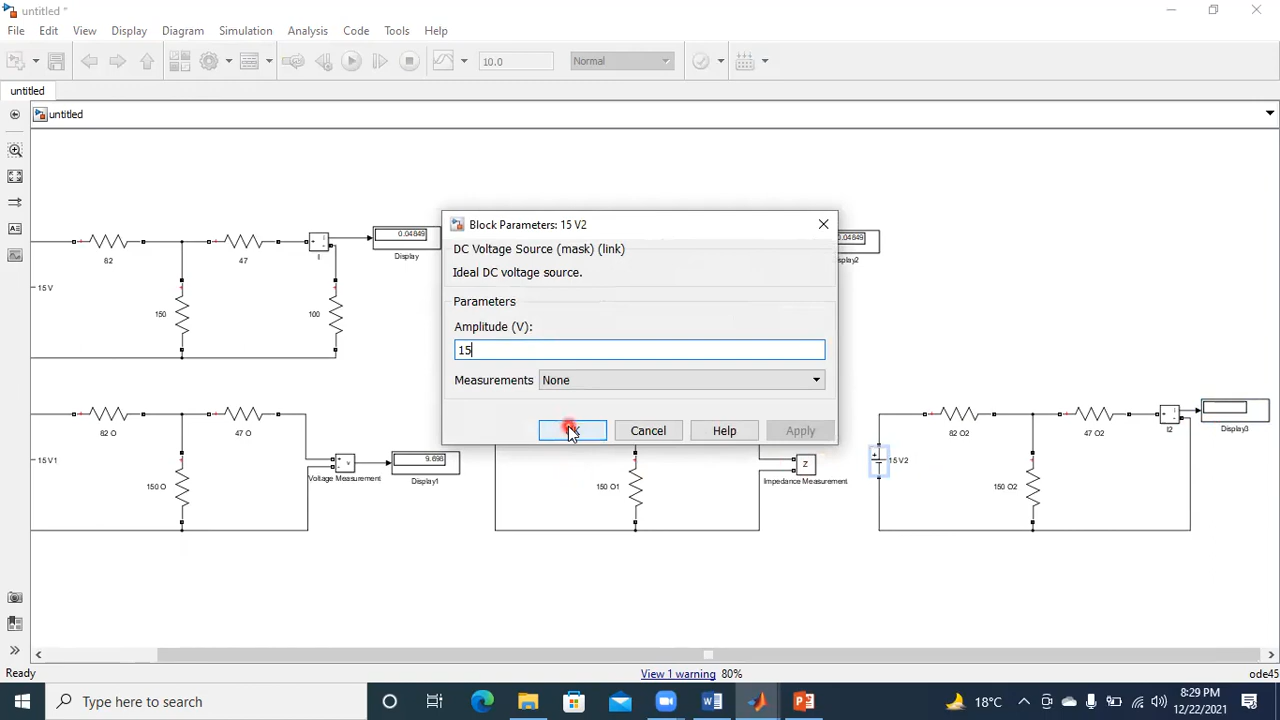 untitled *
File Edit View Display Diagram Simulation Analysis Code Tools Help
10.0 Normal
untitled
untitled
Block Parameters: 15 V2
DC Voltage Source (mask) (link)
Ideal DC voltage source.
Parameters
Amplitude (V):
15
Measurements None
Cancel Help Apply
82
47
I
0.04849
Display
15 V
150
100
0.04849
82 O
47 O
15 V1
150 O
v
Voltage Measurement
9.696
Display1
150 O1
Z
Impedance Measurement
82 O2
47 O2
I2
Display3
15 V2
150 O2
Ready View 1 warning 80% ode45
Type here to search
18°C
8:29 PM
12/22/2021